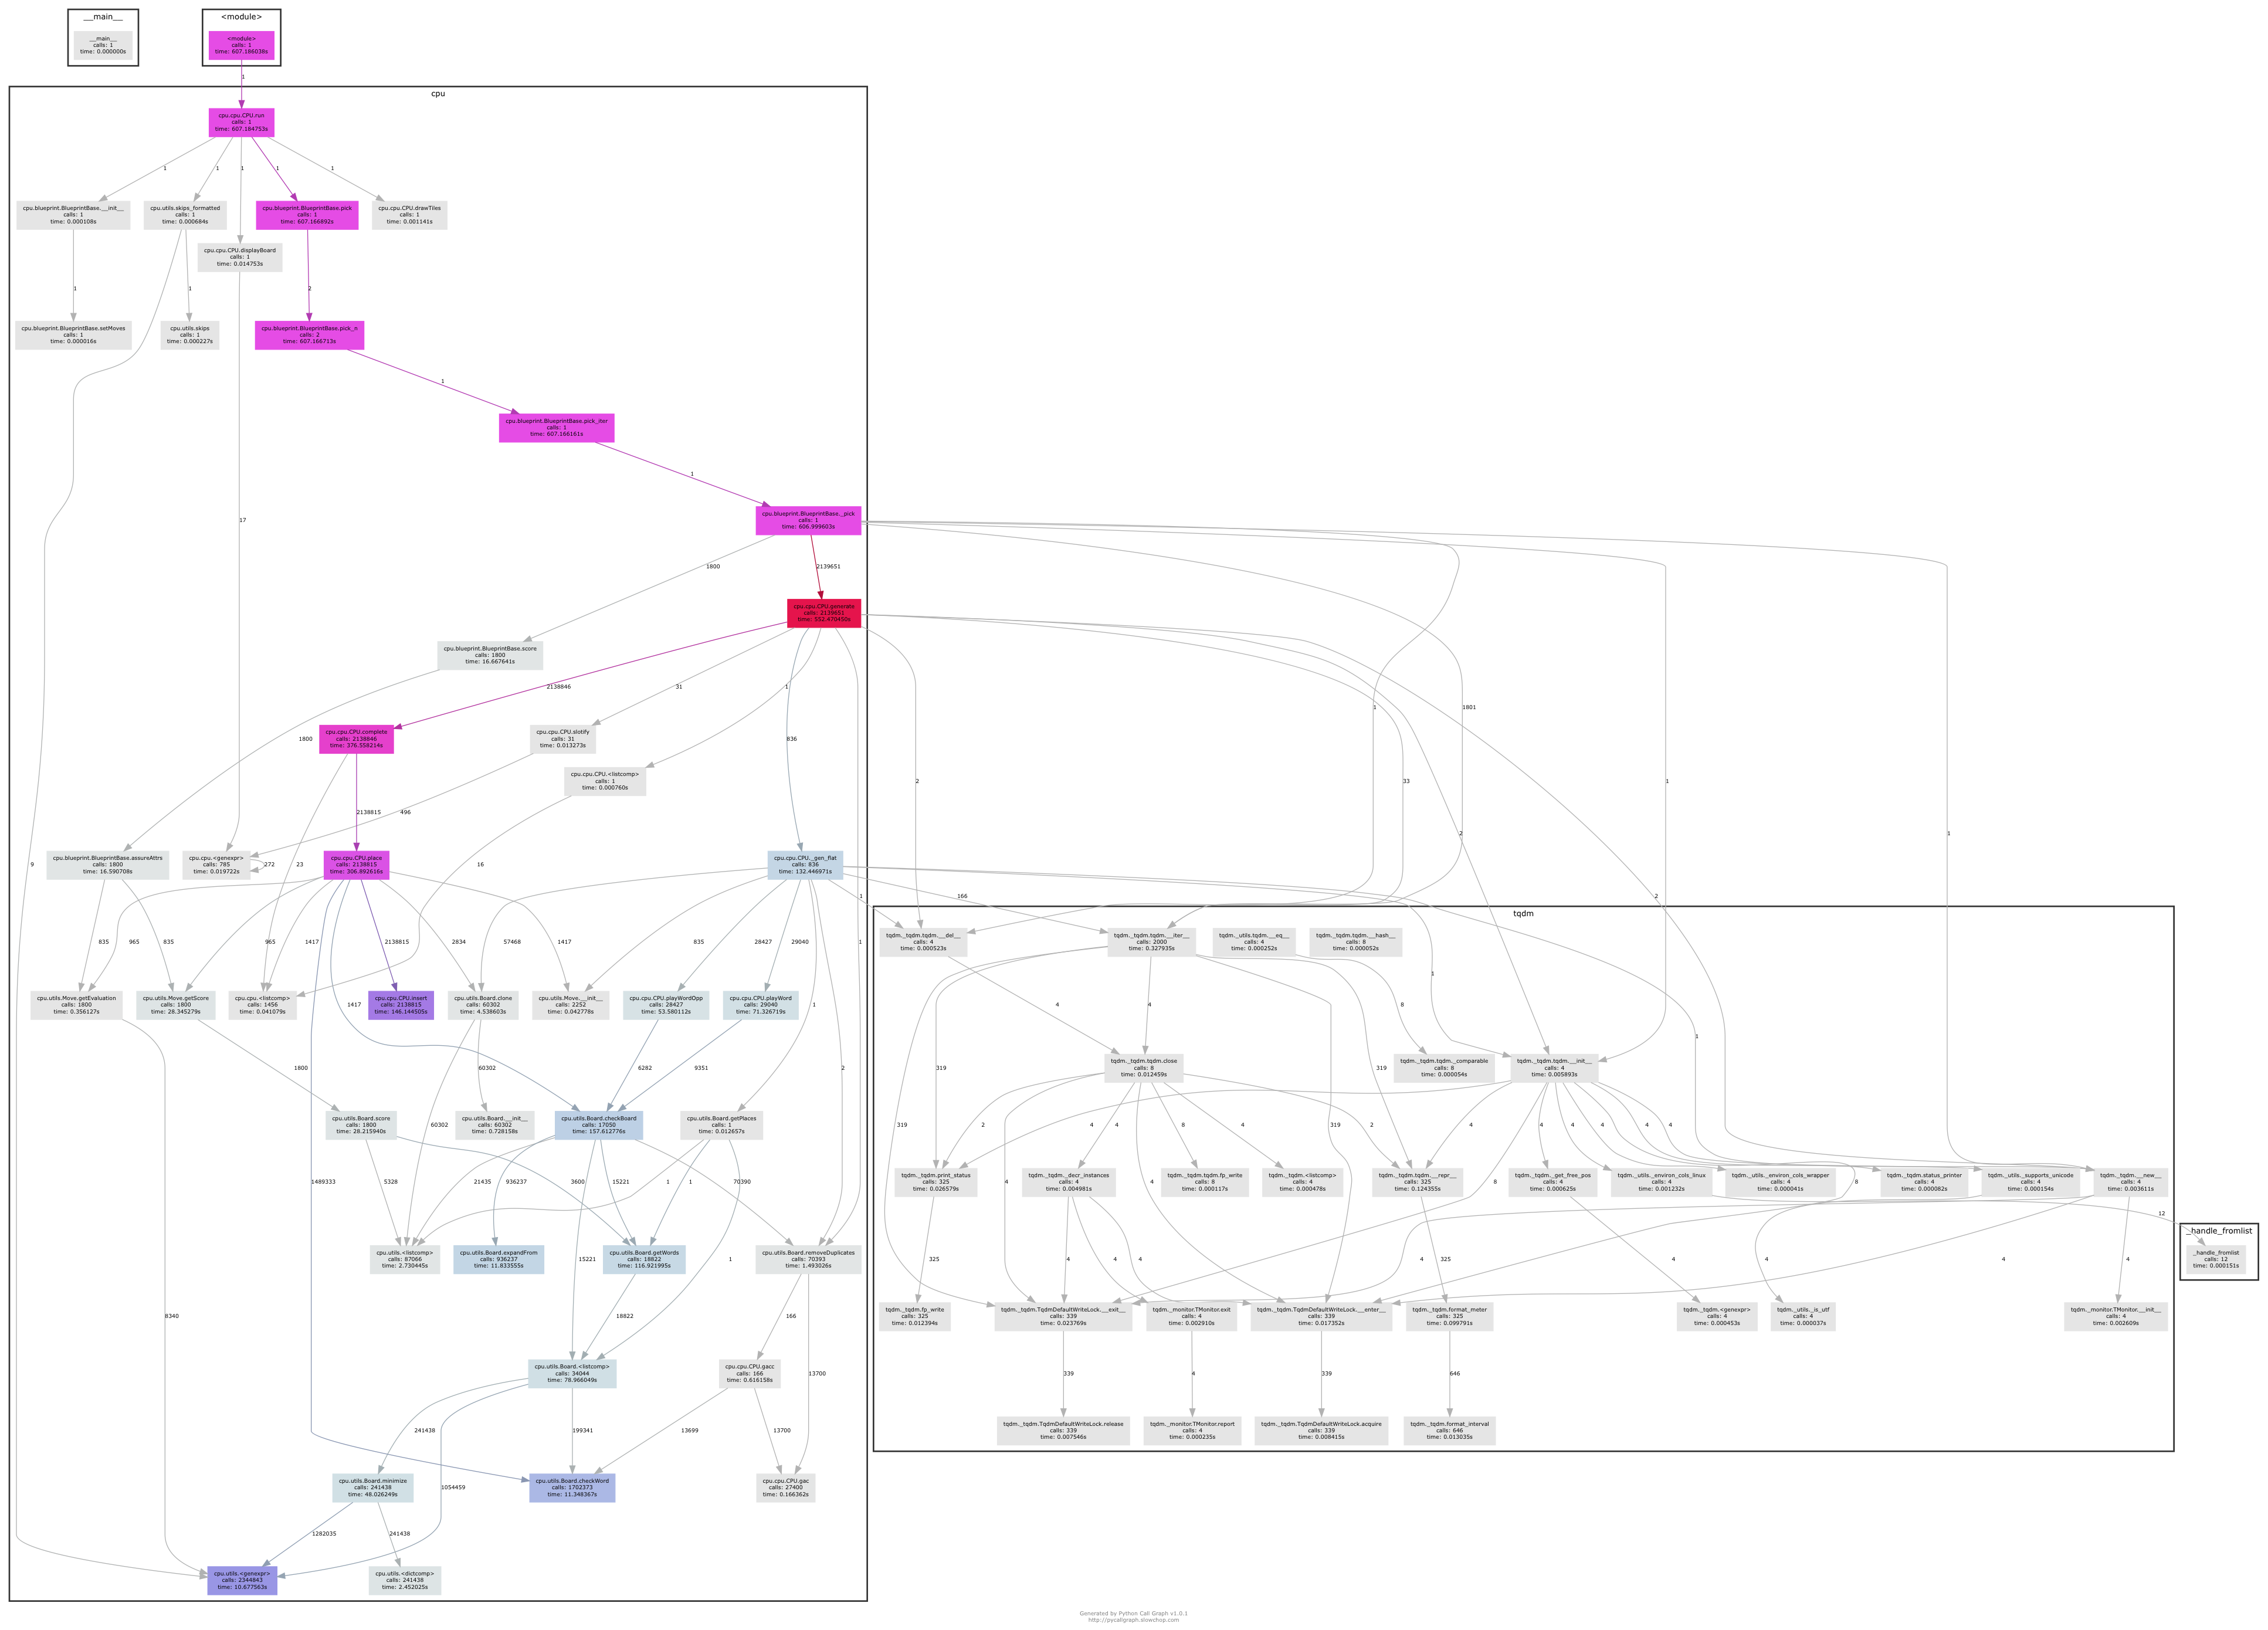 __main__
<module>
__main__
calls: 1
time: 0.000000s
<module>
calls: 1
time: 607.186038s
1
cpu
cpu.cpu.CPU.run
calls: 1
time: 607.184753s
1
1
1
1
1
cpu.blueprint.BlueprintBase.__init__
calls: 1
time: 0.000108s
cpu.utils.skips_formatted
calls: 1
time: 0.000684s
cpu.blueprint.BlueprintBase.pick
calls: 1
time: 607.166892s
cpu.cpu.CPU.drawTiles
calls: 1
time: 0.001141s
cpu.cpu.CPU.displayBoard
calls: 1
time: 0.014753s
1
1
2
cpu.blueprint.BlueprintBase.setMoves
calls: 1
time: 0.000016s
cpu.utils.skips
calls: 1
time: 0.000227s
cpu.blueprint.BlueprintBase.pick_n
calls: 2
time: 607.166713s
1
cpu.blueprint.BlueprintBase.pick_iter
calls: 1
time: 607.166161s
1
cpu.blueprint.BlueprintBase._pick
calls: 1
time: 606.999603s
17
1800
2139651
1
1801
1
1
cpu.cpu.CPU.generate
calls: 2139651
time: 552.470450s
cpu.blueprint.BlueprintBase.score
calls: 1800
time: 16.667641s
2138846
31
1
836
1800
cpu.cpu.CPU.complete
calls: 2138846
time: 376.558214s
cpu.cpu.CPU.slotify
calls: 31
time: 0.013273s
cpu.cpu.CPU.<listcomp>
calls: 1
time: 0.000760s
2
33
2
2
2138815
496
9
23
16
272
cpu.blueprint.BlueprintBase.assureAttrs
calls: 1800
time: 16.590708s
cpu.cpu.<genexpr>
calls: 785
time: 0.019722s
cpu.cpu.CPU.place
calls: 2138815
time: 306.892616s
cpu.cpu.CPU._gen_flat
calls: 836
time: 132.446971s
1
166
tqdm
835
965
835
965
1417
2138815
2834
57468
1417
835
28427
29040
1
1
tqdm._tqdm.tqdm.__del__
calls: 4
time: 0.000523s
tqdm._tqdm.tqdm.__iter__
calls: 2000
time: 0.327935s
tqdm._utils.tqdm.__eq__
calls: 4
time: 0.000252s
tqdm._tqdm.tqdm.__hash__
calls: 8
time: 0.000052s
cpu.utils.Move.getEvaluation
calls: 1800
time: 0.356127s
cpu.utils.Move.getScore
calls: 1800
time: 28.345279s
cpu.cpu.<listcomp>
calls: 1456
time: 0.041079s
cpu.cpu.CPU.insert
calls: 2138815
time: 146.144505s
cpu.utils.Board.clone
calls: 60302
time: 4.538603s
cpu.utils.Move.__init__
calls: 2252
time: 0.042778s
cpu.cpu.CPU.playWordOpp
calls: 28427
time: 53.580112s
cpu.cpu.CPU.playWord
calls: 29040
time: 71.326719s
1417
4
4
8
1
1
1800
60302
6282
9351
2
319
319
tqdm._tqdm.tqdm.close
calls: 8
time: 0.012459s
tqdm._tqdm.tqdm._comparable
calls: 8
time: 0.000054s
tqdm._tqdm.tqdm.__init__
calls: 4
time: 0.005893s
cpu.utils.Board.score
calls: 1800
time: 28.215940s
60302
cpu.utils.Board.__init__
calls: 60302
time: 0.728158s
cpu.utils.Board.checkBoard
calls: 17050
time: 157.612776s
cpu.utils.Board.getPlaces
calls: 1
time: 0.012657s
319
2
4
4
8
4
319
2
4
4
4
4
4
4
1489333
5328
21435
936237
3600
15221
1
1
70390
tqdm._tqdm.print_status
calls: 325
time: 0.026579s
tqdm._tqdm._decr_instances
calls: 4
time: 0.004981s
tqdm._tqdm.tqdm.fp_write
calls: 8
time: 0.000117s
tqdm._tqdm.<listcomp>
calls: 4
time: 0.000478s
tqdm._tqdm.tqdm.__repr__
calls: 325
time: 0.124355s
tqdm._tqdm._get_free_pos
calls: 4
time: 0.000625s
tqdm._utils._environ_cols_linux
calls: 4
time: 0.001232s
tqdm._utils._environ_cols_wrapper
calls: 4
time: 0.000041s
tqdm._tqdm.status_printer
calls: 4
time: 0.000082s
tqdm._utils._supports_unicode
calls: 4
time: 0.000154s
tqdm._tqdm.__new__
calls: 4
time: 0.003611s
4
4
8
8
12
_handle_fromlist
_handle_fromlist
calls: 12
time: 0.000151s
cpu.utils.<listcomp>
calls: 87066
time: 2.730445s
cpu.utils.Board.expandFrom
calls: 936237
time: 11.833555s
15221
cpu.utils.Board.getWords
calls: 18822
time: 116.921995s
1
cpu.utils.Board.removeDuplicates
calls: 70393
time: 1.493026s
325
4
4
4
325
4
4
4
4
4
8340
18822
166
13700
tqdm._tqdm.fp_write
calls: 325
time: 0.012394s
tqdm._tqdm.TqdmDefaultWriteLock.__exit__
calls: 339
time: 0.023769s
tqdm._monitor.TMonitor.exit
calls: 4
time: 0.002910s
tqdm._tqdm.TqdmDefaultWriteLock.__enter__
calls: 339
time: 0.017352s
tqdm._tqdm.format_meter
calls: 325
time: 0.099791s
tqdm._tqdm.<genexpr>
calls: 4
time: 0.000453s
tqdm._utils._is_utf
calls: 4
time: 0.000037s
tqdm._monitor.TMonitor.__init__
calls: 4
time: 0.002609s
cpu.utils.Board.<listcomp>
calls: 34044
time: 78.966049s
cpu.cpu.CPU.gacc
calls: 166
time: 0.616158s
339
4
339
646
241438
199341
13699
13700
tqdm._tqdm.TqdmDefaultWriteLock.release
calls: 339
time: 0.007546s
tqdm._monitor.TMonitor.report
calls: 4
time: 0.000235s
tqdm._tqdm.TqdmDefaultWriteLock.acquire
calls: 339
time: 0.008415s
tqdm._tqdm.format_interval
calls: 646
time: 0.013035s
cpu.utils.Board.minimize
calls: 241438
time: 48.026249s
1054459
cpu.utils.Board.checkWord
calls: 1702373
time: 11.348367s
cpu.cpu.CPU.gac
calls: 27400
time: 0.166362s
1282035
241438
cpu.utils.<genexpr>
calls: 2344843
time: 10.677563s
cpu.utils.<dictcomp>
calls: 241438
time: 2.452025s
Generated by Python Call Graph v1.0.1
http://pycallgraph.slowchop.com